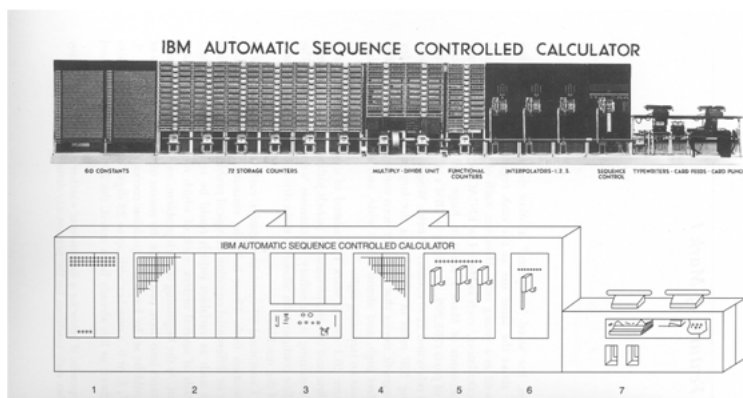 IBM AUTOMATIC SEQUENCE CONTROLLED CALCULATOR
60 CONSTANTS 72 STORAGE COUNTERS MULTIPLY-DIVIDE UNIT FUNCTIONAL COUNTERS INTERPOLATORS-1.2.3. SEQUENCE CONTROL TYPEWRITERS-CARD FEEDS-CARD PUNCH
IBM AUTOMATIC SEQUENCE CONTROLLED CALCULATOR
1 2 3 4 5 6 7